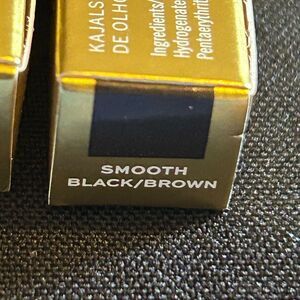 KAJALS
DE OLHO
Ingredients/
Hydrogenate
Pentaerythrit
SMOOTH
BLACK/BROWN